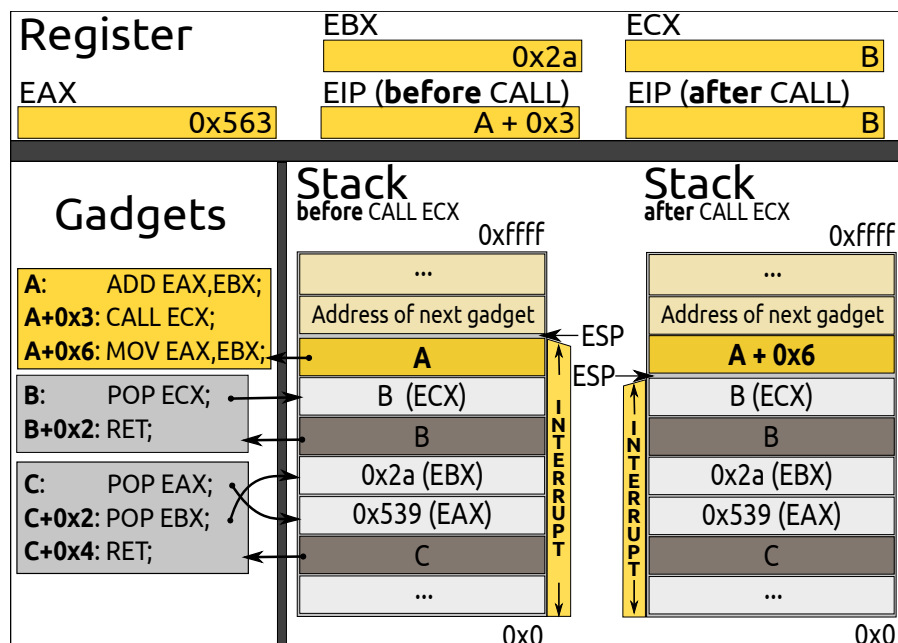 Register
EBX
0x2a
ECX
B
EAX
0x563
EIP (before CALL)
A + 0x3
EIP (after CALL)
B
Gadgets
A: ADD EAX,EBX;
A+0x3: CALL ECX;
A+0x6: MOV EAX,EBX;
B: POP ECX;
B+0x2: RET;
C: POP EAX;
C+0x2: POP EBX;
C+0x4: RET;
Stack
before CALL ECX
0xffff
...
Address of next gadget
ESP
A
B (ECX)
B
0x2a (EBX)
0x539 (EAX)
C
...
INTERRUPT
0x0
Stack
after CALL ECX
0xffff
...
Address of next gadget
A + 0x6
ESP
B (ECX)
B
0x2a (EBX)
0x539 (EAX)
C
...
INTERRUPT
0x0